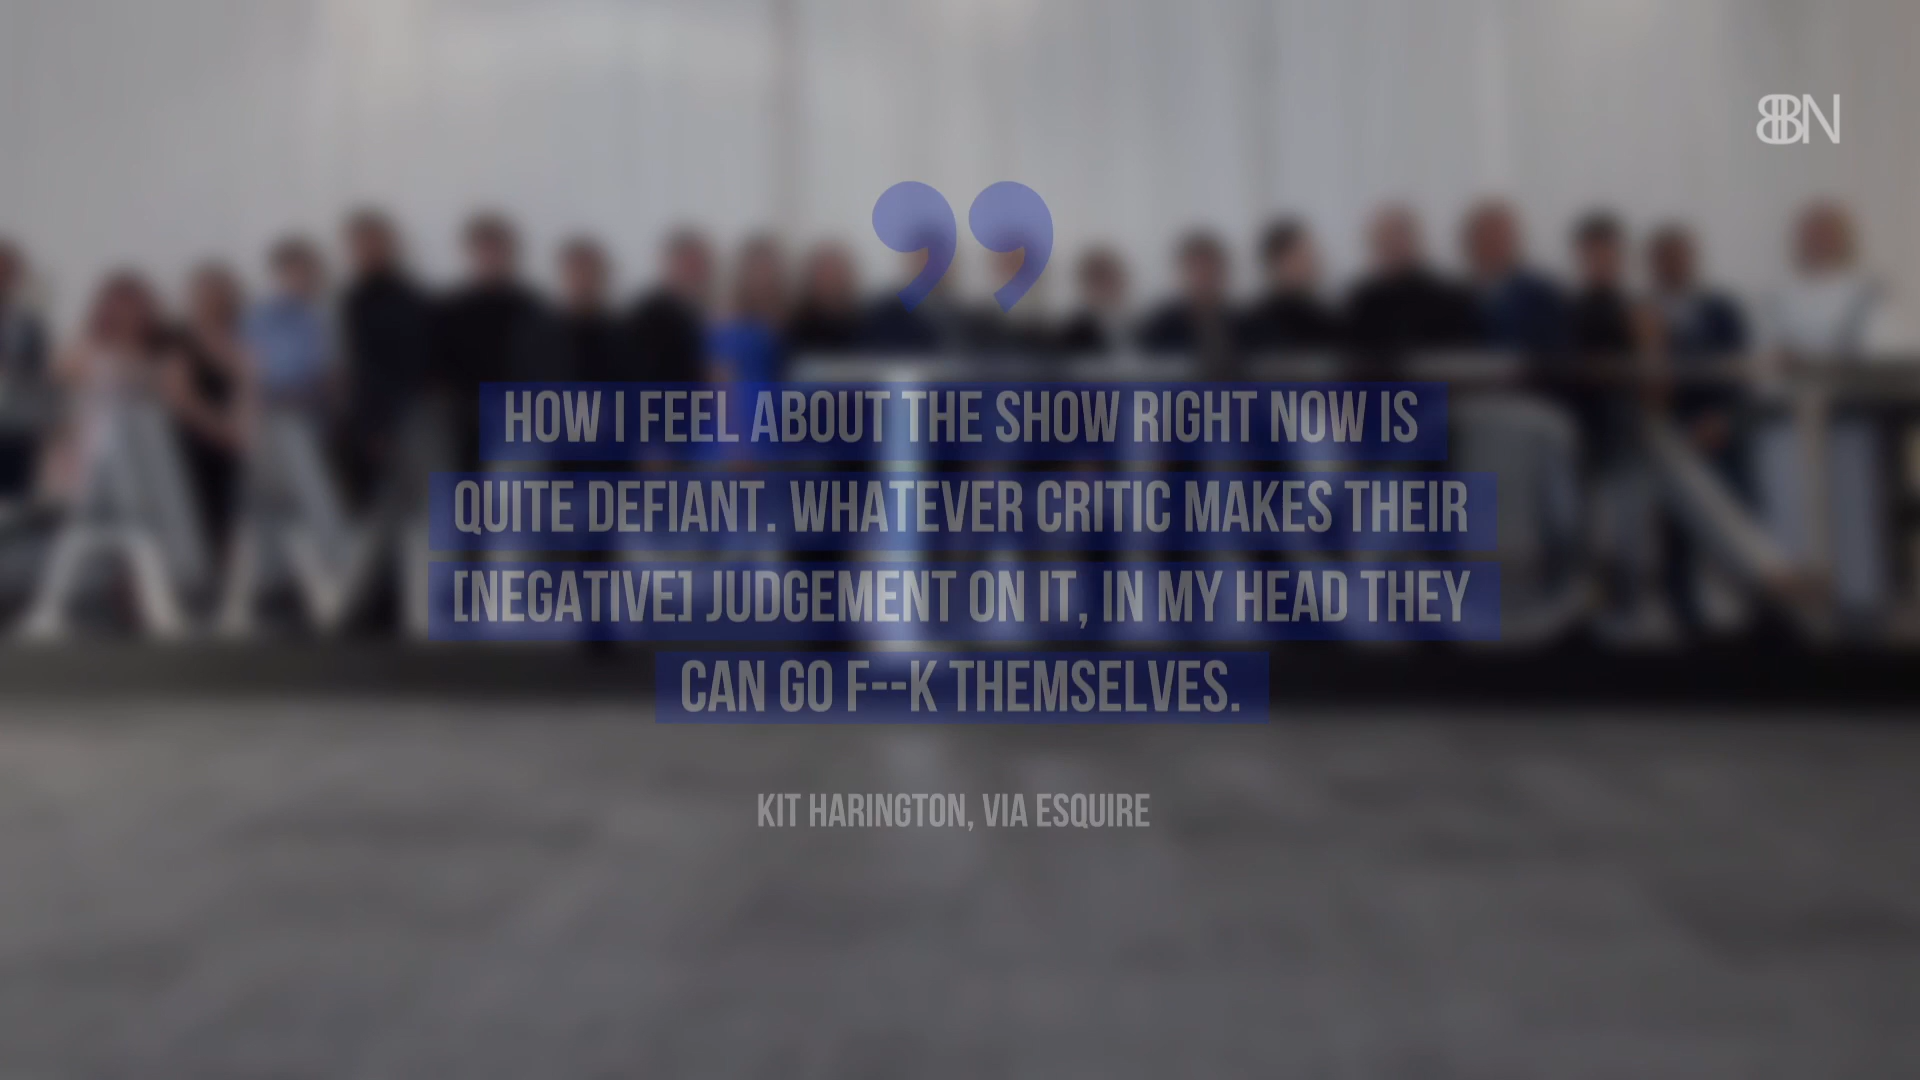 BBN
”
HOW I FEEL ABOUT THE SHOW RIGHT NOW IS
QUITE DEFIANT. WHATEVER CRITIC MAKES THEIR
[NEGATIVE] JUDGEMENT ON IT, IN MY HEAD THEY
CAN GO F--K THEMSELVES.
KIT HARINGTON, VIA ESQUIRE